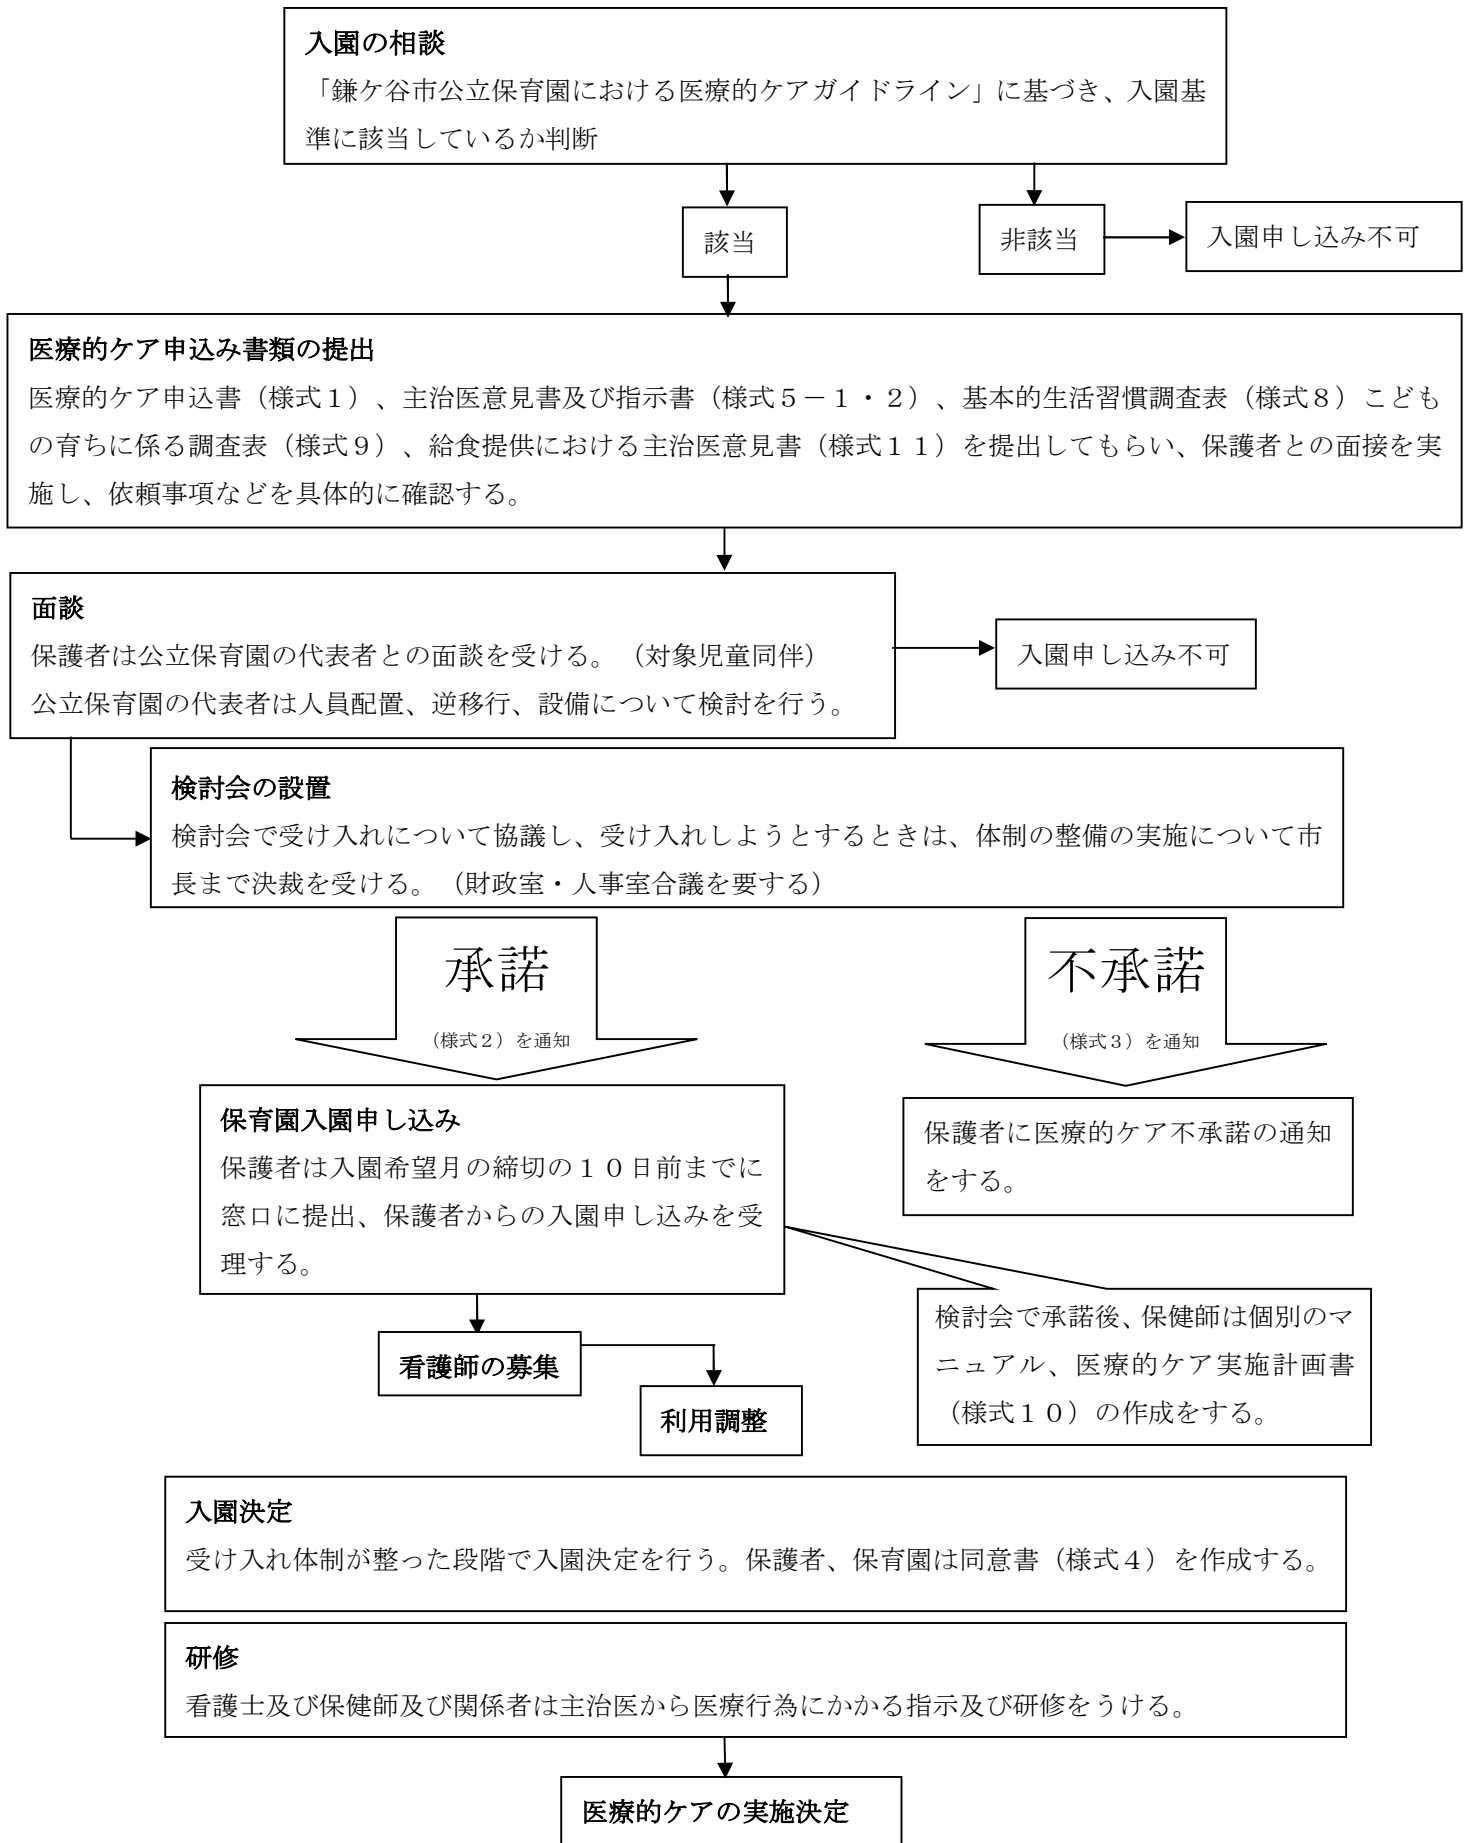 入園の相談
「鎌ケ谷市公立保育園における医療的ケアガイドライン」に基づき、入園基
準に該当しているか判断
該当
非該当
入園申し込み不可
医療的ケア申込み書類の提出
医療的ケア申込書（様式１）、主治医意見書及び指示書（様式５－１・２）、基本的生活習慣調査表（様式８）こども
の育ちに係る調査表（様式９）、給食提供における主治医意見書（様式１１）を提出してもらい、保護者との面接を実
施し、依頼事項などを具体的に確認する。
面談
保護者は公立保育園の代表者との面談を受ける。（対象児童同伴）
公立保育園の代表者は人員配置、逆移行、設備について検討を行う。
入園申し込み不可
検討会の設置
検討会で受け入れについて協議し、受け入れしようとするときは、体制の整備の実施について市
長まで決裁を受ける。（財政室・人事室合議を要する）
承諾
（様式２）を通知
不承諾
（様式３）を通知
保育園入園申し込み
保護者は入園希望月の締切の１０日前までに
窓口に提出、保護者からの入園申し込みを受
理する。
保護者に医療的ケア不承諾の通知
をする。
検討会で承諾後、保健師は個別のマ
ニュアル、医療的ケア実施計画書
（様式１０）の作成をする。
看護師の募集
利用調整
入園決定
受け入れ体制が整った段階で入園決定を行う。保護者、保育園は同意書（様式４）を作成する。
研修
看護士及び保健師及び関係者は主治医から医療行為にかかる指示及び研修をうける。
医療的ケアの実施決定